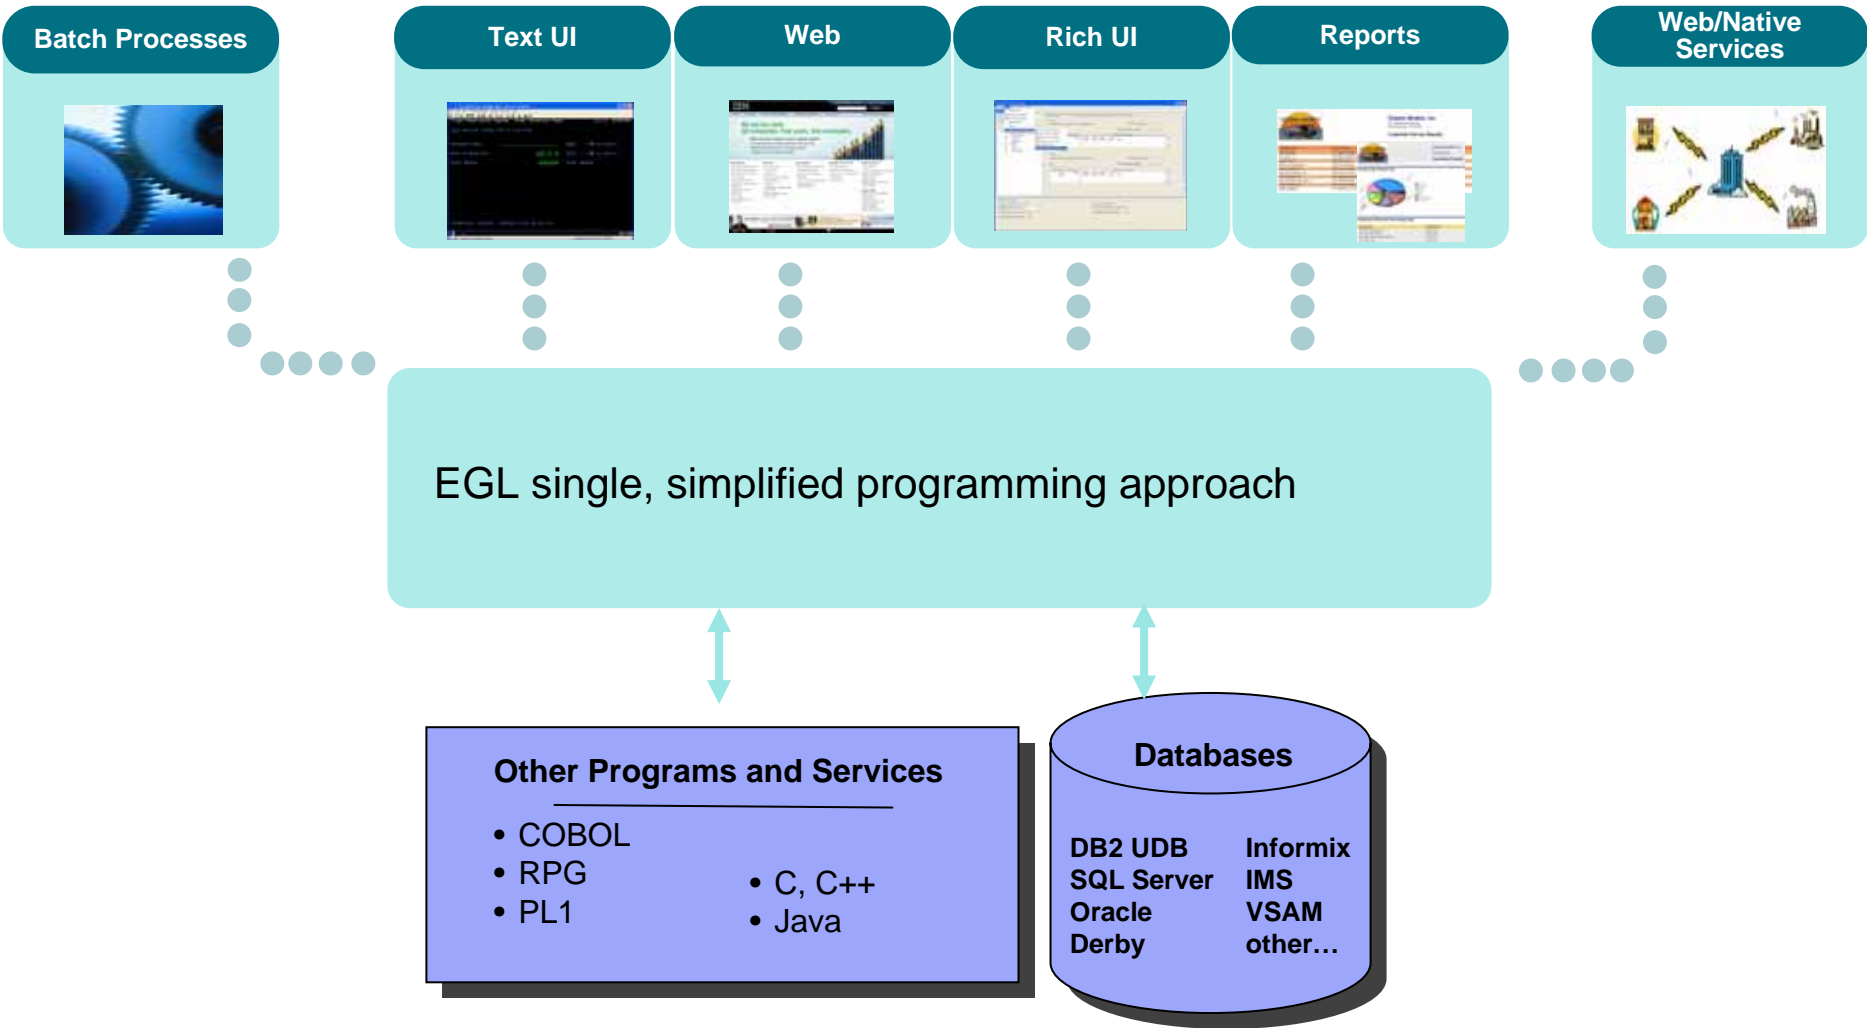 Batch Processes
Text UI
Web
Rich UI
Reports
Web/Native
Services
EGL single, simplified programming approach
Other Programs and Services
• COBOL
• RPG
• PL1
• C, C++
• Java
Databases
DB2 UDB
SQL Server
Oracle
Derby
Informix
IMS
VSAM
other…